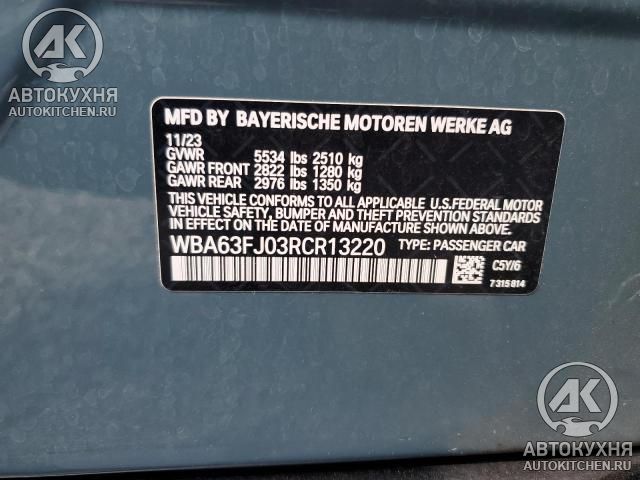 АК
АВТОКУХНЯ
AUTOKITCHEN.RU
MFD BY BAYERISCHE MOTOREN WERKE AG
11/23
GVWR 5534 lbs 2510 kg
GAWR FRONT 2822 lbs 1280 kg
GAWR REAR 2976 lbs 1350 kg
THIS VEHICLE CONFORMS TO ALL APPLICABLE U.S.FEDERAL MOTOR
VEHICLE SAFETY, BUMPER AND THEFT PREVENTION
STANDARDS IN EFFECT ON THE DATE OF MANUFACTURE SHOWN ABOVE.
WBA63FJ03RCR13220 TYPE: PASSENGER CAR
C5Y/6
7315814
АК
АВТОКУХНЯ
AUTOKITCHEN.RU